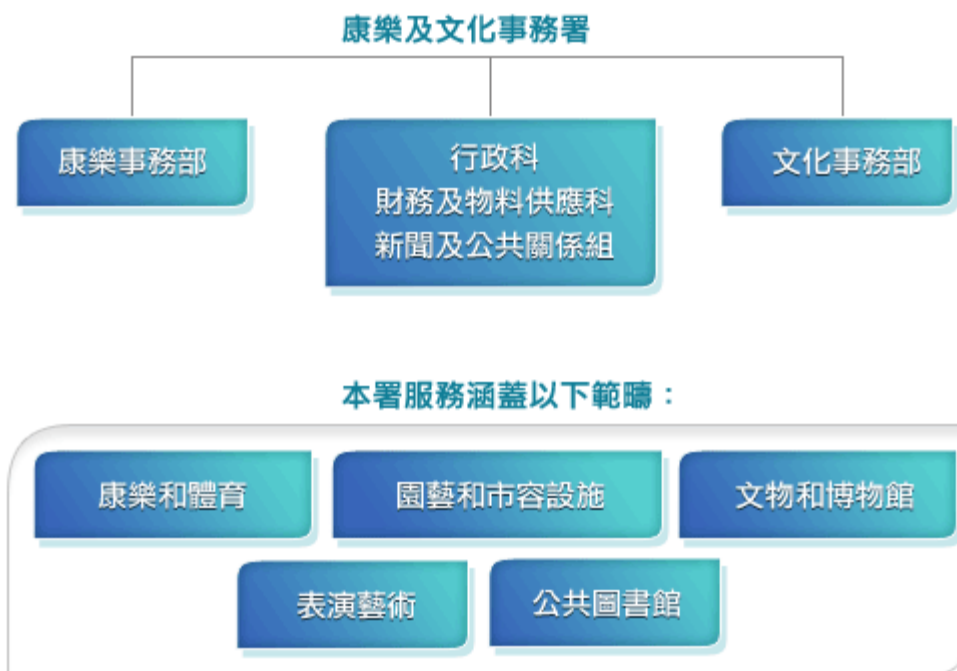 康樂及文化事務署
康樂事務部
行政科
財務及物料供應科
新聞及公共關係組
文化事務部
本署服務涵蓋以下範疇：
康樂和體育
園藝和市容設施
文物和博物館
表演藝術
公共圖書館